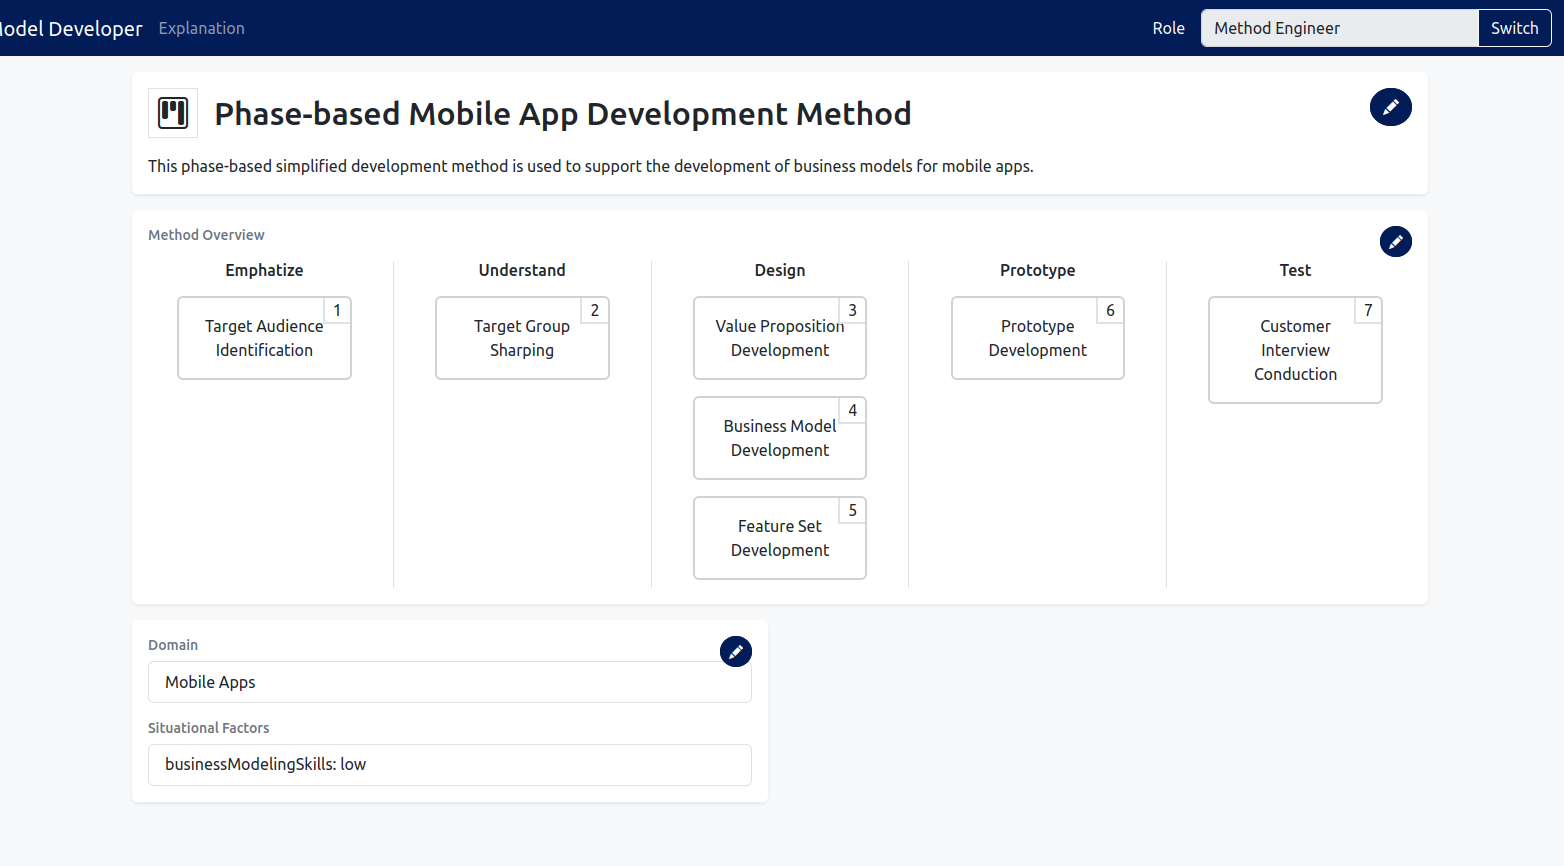 Model Developer Explanation Role Method Engineer Switch
Phase-based Mobile App Development Method
This phase-based simplified development method is used to support the development of business models for mobile apps.
Method Overview
Emphatize
1
Target Audience
Identification
Understand
2
Target Group
Sharping
Design
3
Value Proposition
Development
4
Business Model
Development
5
Feature Set
Development
Prototype
6
Prototype
Development
Test
7
Customer
Interview
Conduction
Domain
Mobile Apps
Situational Factors
businessModelingSkills: low